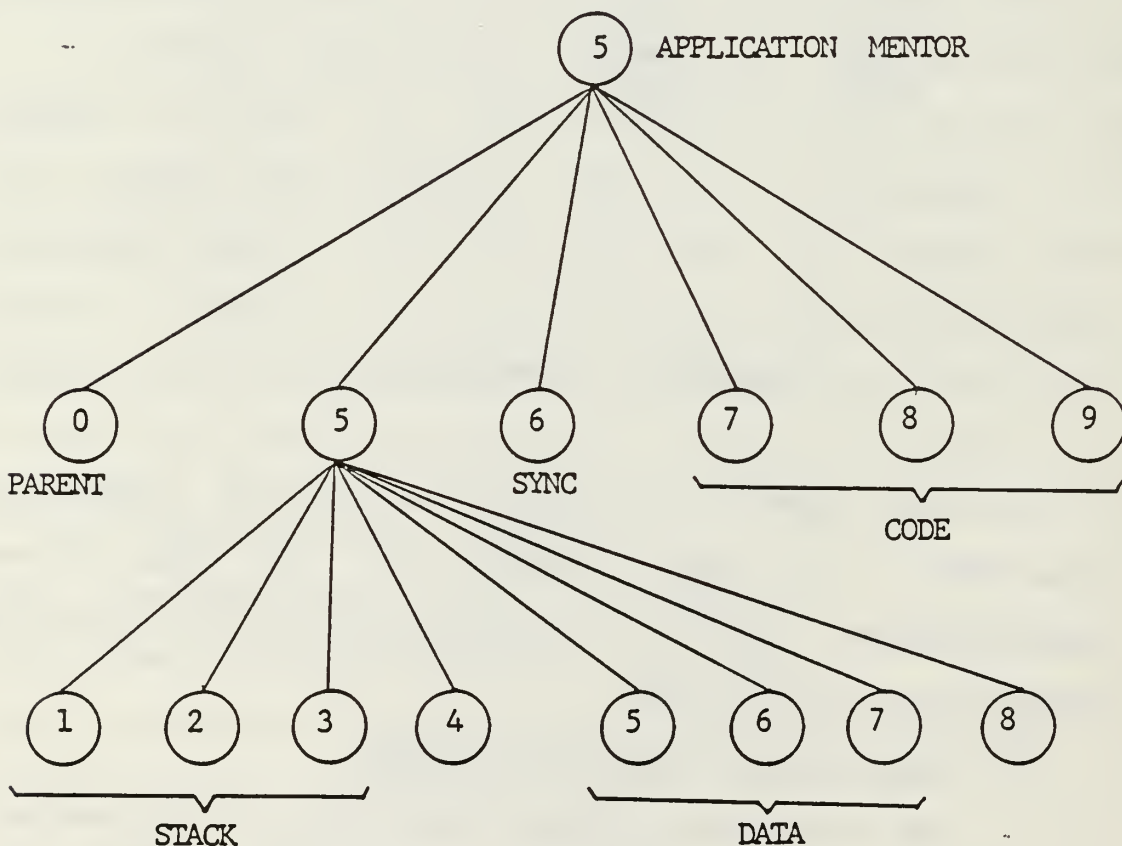 5 APPLICATION MENTOR
0 5 6 7 8 9
PARENT SYNC
CODE
1 2 3 4 5 6 7 8
STACK DATA